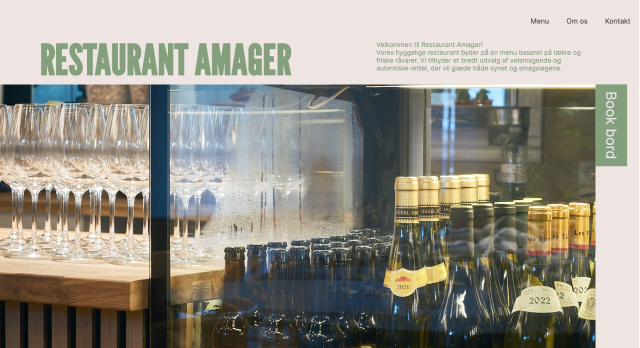 Menu Om os Kontakt
RESTAURANT AMAGER
Velkommen til Restaurant Amager!
Vores hyggelige restaurant byder på en menu baseret på lækre og
friske råvarer. Vi tilbyder et bredt udvalg af velsmagende og
autentiske retter, der vil glæde både synet og smagsløgene.
Book bord
2021
2022